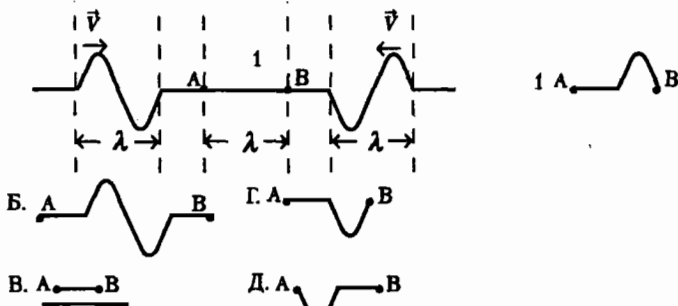 v⃗ v⃗
1
A B
1 A B
λ λ λ
Б. A B Г. A B
В. A B Д. A